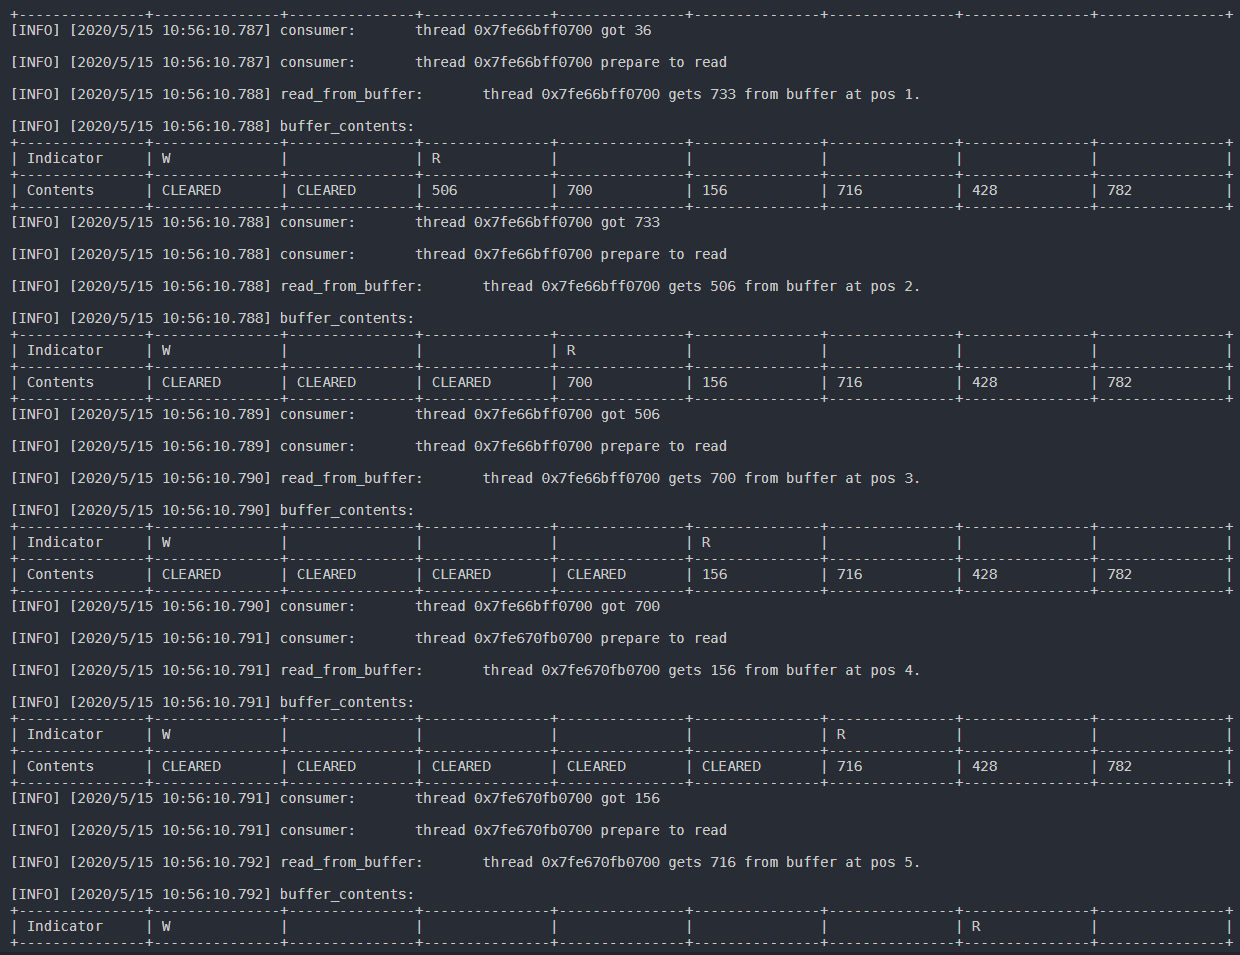 +---------------+---------------+---------------+---------------+---------------+---------------+---------------+---------------+---------------+
[INFO] [2020/5/15 10:56:10.787] consumer:       thread 0x7fe66bff0700 got 36
[INFO] [2020/5/15 10:56:10.787] consumer:       thread 0x7fe66bff0700 prepare to read
[INFO] [2020/5/15 10:56:10.788] read_from_buffer:       thread 0x7fe66bff0700 gets 733 from buffer at pos 1.
[INFO] [2020/5/15 10:56:10.788] buffer_contents:
+---------------+---------------+---------------+---------------+---------------+---------------+---------------+---------------+---------------+
| Indicator     | W             |               | R             |               |               |               |               |               |
+---------------+---------------+---------------+---------------+---------------+---------------+---------------+---------------+---------------+
| Contents      | CLEARED       | CLEARED       | 506           | 700           | 156           | 716           | 428           | 782           |
+---------------+---------------+---------------+---------------+---------------+---------------+---------------+---------------+---------------+
[INFO] [2020/5/15 10:56:10.788] consumer:       thread 0x7fe66bff0700 got 733
[INFO] [2020/5/15 10:56:10.788] consumer:       thread 0x7fe66bff0700 prepare to read
[INFO] [2020/5/15 10:56:10.788] read_from_buffer:       thread 0x7fe66bff0700 gets 506 from buffer at pos 2.
[INFO] [2020/5/15 10:56:10.788] buffer_contents:
+---------------+---------------+---------------+---------------+---------------+---------------+---------------+---------------+---------------+
| Indicator     | W             |               |               | R             |               |               |               |               |
+---------------+---------------+---------------+---------------+---------------+---------------+---------------+---------------+---------------+
| Contents      | CLEARED       | CLEARED       | CLEARED       | 700           | 156           | 716           | 428           | 782           |
+---------------+---------------+---------------+---------------+---------------+---------------+---------------+---------------+---------------+
[INFO] [2020/5/15 10:56:10.789] consumer:       thread 0x7fe66bff0700 got 506
[INFO] [2020/5/15 10:56:10.789] consumer:       thread 0x7fe66bff0700 prepare to read
[INFO] [2020/5/15 10:56:10.790] read_from_buffer:       thread 0x7fe66bff0700 gets 700 from buffer at pos 3.
[INFO] [2020/5/15 10:56:10.790] buffer_contents:
+---------------+---------------+---------------+---------------+---------------+---------------+---------------+---------------+---------------+
| Indicator     | W             |               |               |               | R             |               |               |               |
+---------------+---------------+---------------+---------------+---------------+---------------+---------------+---------------+---------------+
| Contents      | CLEARED       | CLEARED       | CLEARED       | CLEARED       | 156           | 716           | 428           | 782           |
+---------------+---------------+---------------+---------------+---------------+---------------+---------------+---------------+---------------+
[INFO] [2020/5/15 10:56:10.790] consumer:       thread 0x7fe66bff0700 got 700
[INFO] [2020/5/15 10:56:10.791] consumer:       thread 0x7fe670fb0700 prepare to read
[INFO] [2020/5/15 10:56:10.791] read_from_buffer:       thread 0x7fe670fb0700 gets 156 from buffer at pos 4.
[INFO] [2020/5/15 10:56:10.791] buffer_contents:
+---------------+---------------+---------------+---------------+---------------+---------------+---------------+---------------+---------------+
| Indicator     | W             |               |               |               |               | R             |               |               |
+---------------+---------------+---------------+---------------+---------------+---------------+---------------+---------------+---------------+
| Contents      | CLEARED       | CLEARED       | CLEARED       | CLEARED       | CLEARED       | 716           | 428           | 782           |
+---------------+---------------+---------------+---------------+---------------+---------------+---------------+---------------+---------------+
[INFO] [2020/5/15 10:56:10.791] consumer:       thread 0x7fe670fb0700 got 156
[INFO] [2020/5/15 10:56:10.791] consumer:       thread 0x7fe670fb0700 prepare to read
[INFO] [2020/5/15 10:56:10.792] read_from_buffer:       thread 0x7fe670fb0700 gets 716 from buffer at pos 5.
[INFO] [2020/5/15 10:56:10.792] buffer_contents:
+---------------+---------------+---------------+---------------+---------------+---------------+---------------+---------------+---------------+
| Indicator     | W             |               |               |               |               |               | R             |               |
+---------------+---------------+---------------+---------------+---------------+---------------+---------------+---------------+---------------+